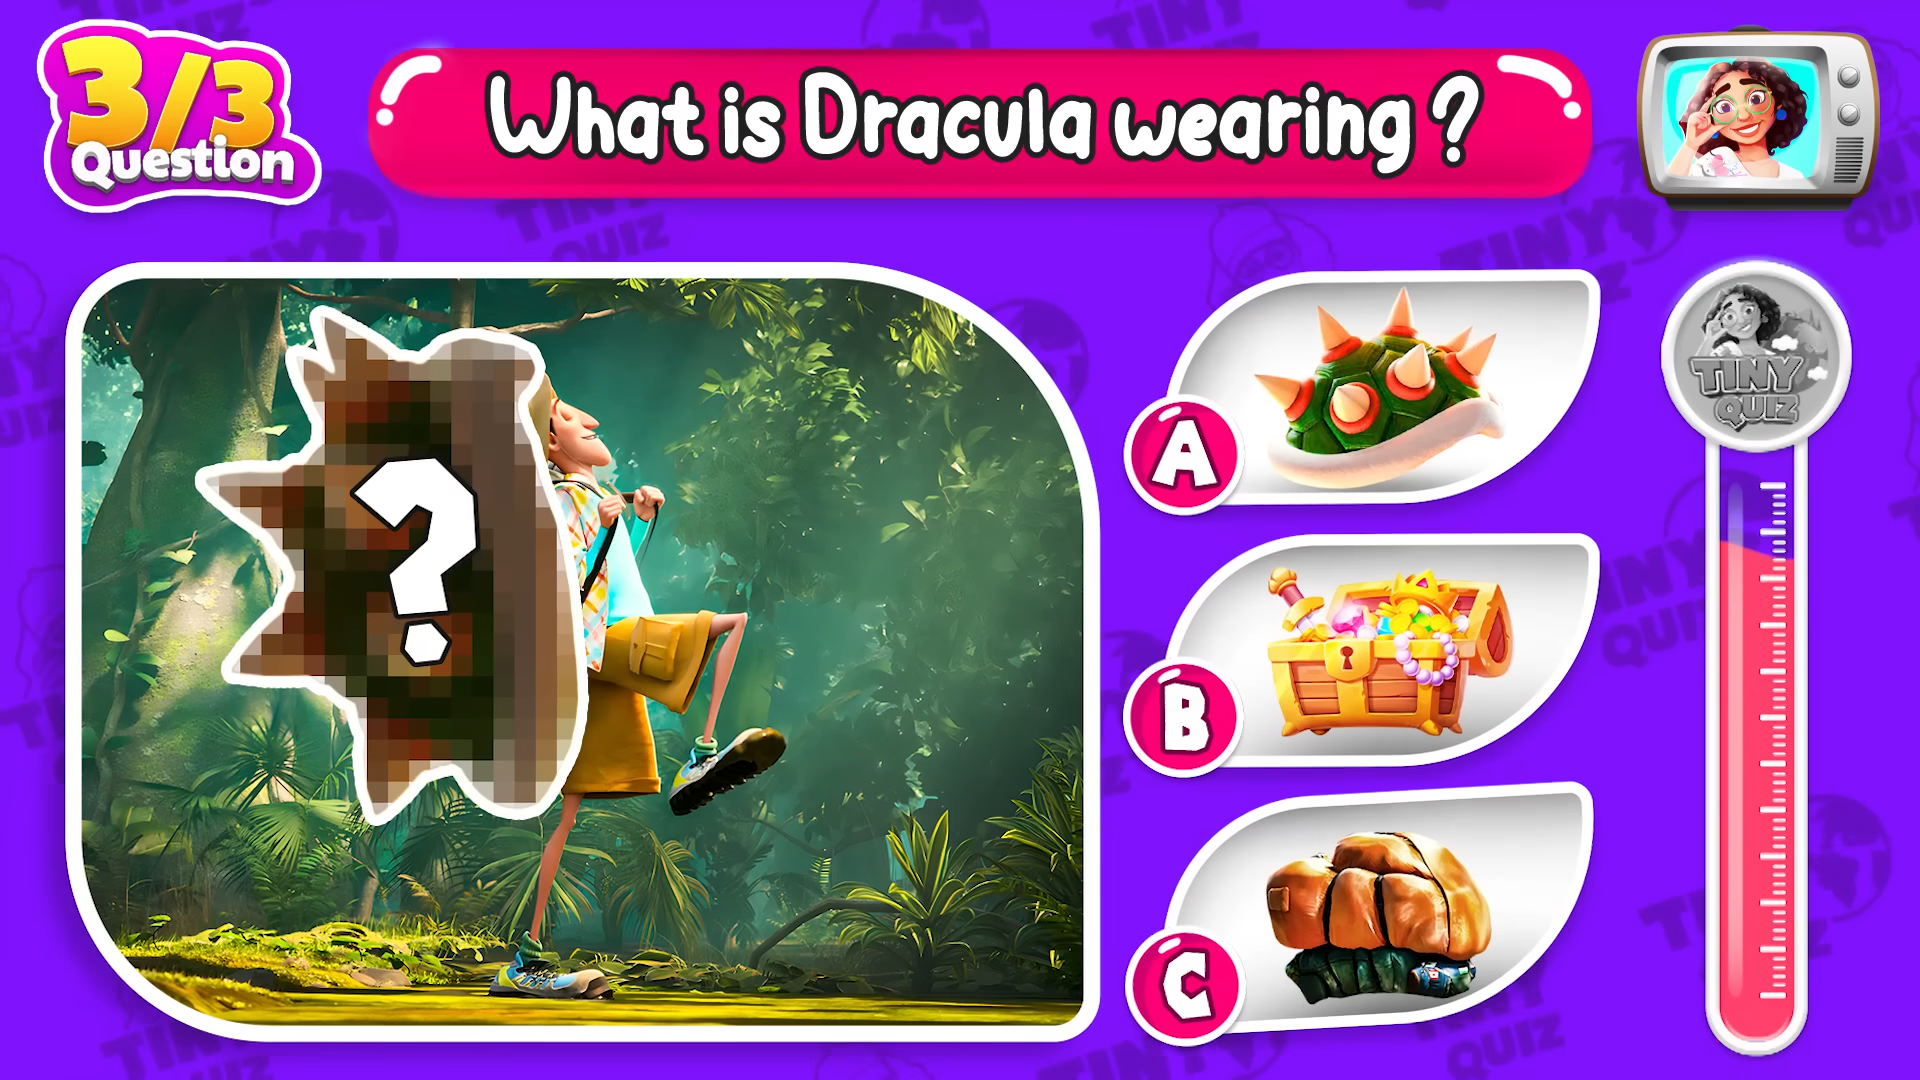 3/3
Question
What is Dracula wearing ?
A
B
C
?
TINY
QUIZ